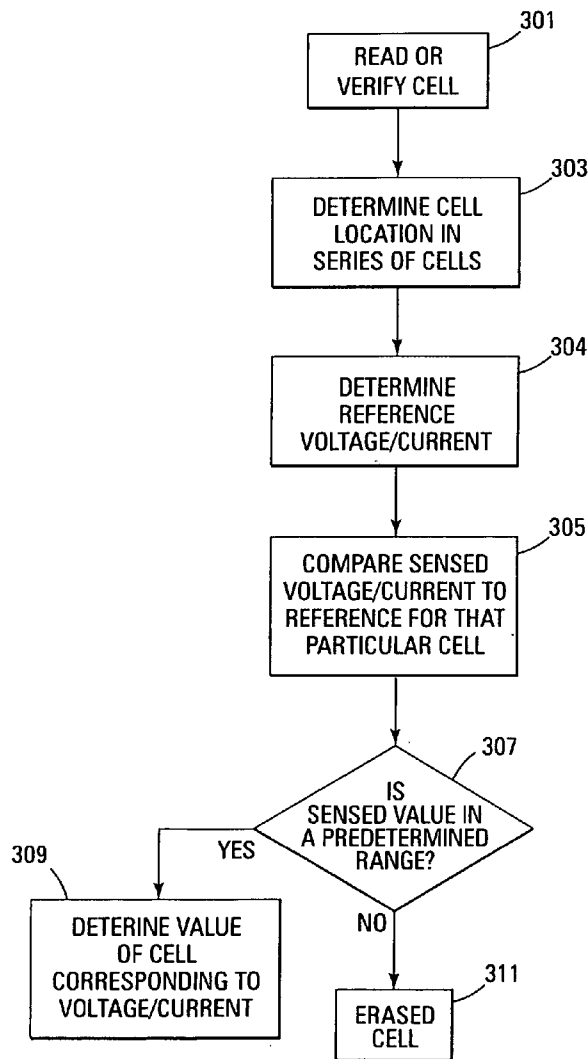 301
READ OR
VERIFY CELL
303
DETERMINE CELL
LOCATION IN
SERIES OF CELLS
304
DETERMINE
REFERENCE
VOLTAGE/CURRENT
305
COMPARE SENSED
VOLTAGE/CURRENT TO
REFERENCE FOR THAT
PARTICULAR CELL
307
IS
SENSED VALUE IN
A PREDETERMINED
RANGE?
YES
309
DETERINE VALUE
OF CELL
CORRESPONDING TO
VOLTAGE/CURRENT
NO
311
ERASED
CELL